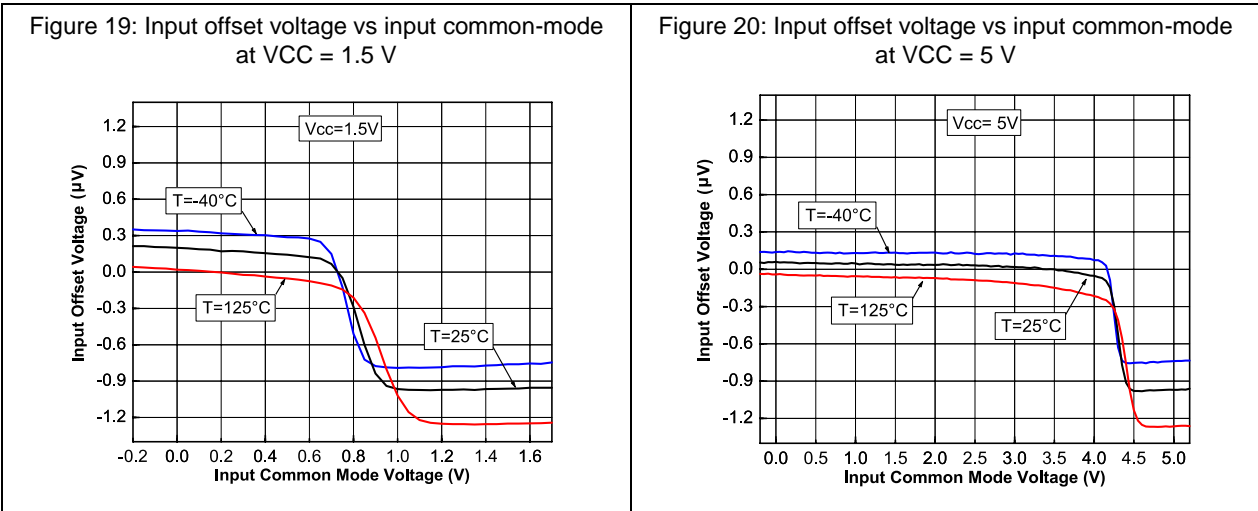 Figure 19: Input offset voltage vs input common-mode
at VCC = 1.5 V
1.2
0.9
0.6
0.3
0.0
-0.3
-0.6
-0.9
-1.2
Input Offset Voltage (µV)
Vcc=1.5V
T=-40°C
T=125°C
T=25°C
-0.2 0.0 0.2 0.4 0.6 0.8 1.0 1.2 1.4 1.6
Input Common Mode Voltage (V)
Figure 20: Input offset voltage vs input common-mode
at VCC = 5 V
1.2
0.9
0.6
0.3
0.0
-0.3
-0.6
-0.9
-1.2
Input Offset Voltage (µV)
Vcc= 5V
T=-40°C
T=125°C
T=25°C
0.0 0.5 1.0 1.5 2.0 2.5 3.0 3.5 4.0 4.5 5.0
Input Common Mode Voltage (V)